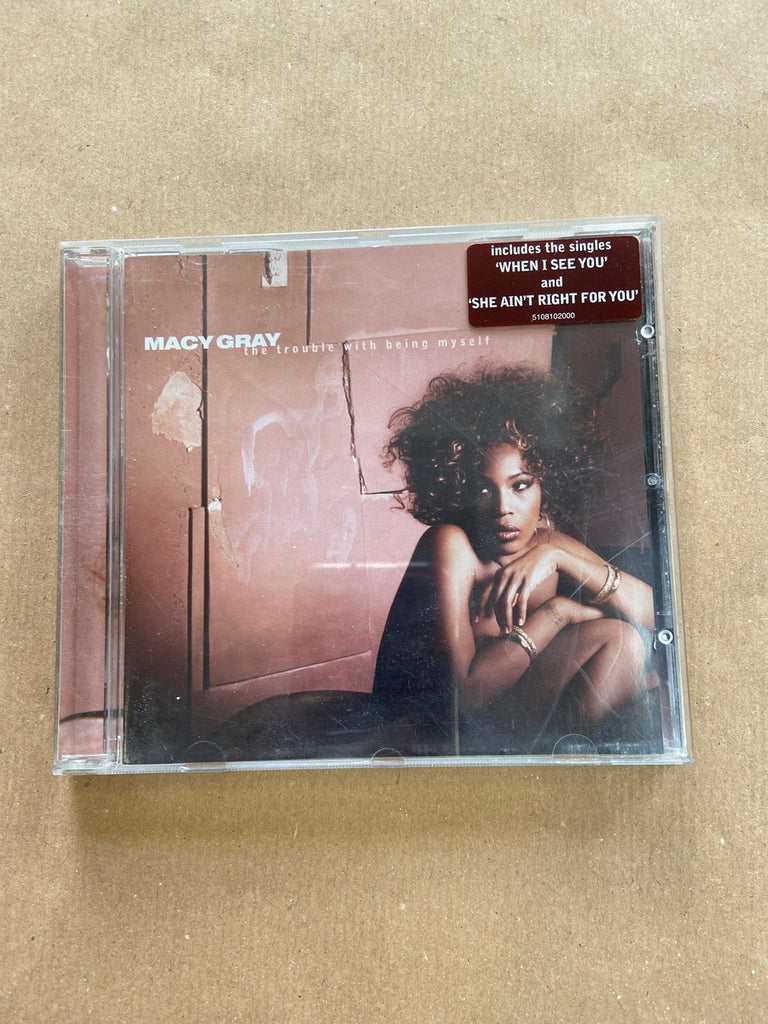 includes the singles
'WHEN I SEE YOU'
and
'SHE AIN'T RIGHT FOR YOU'
5108102000
MACY GRAY
the trouble with being myself